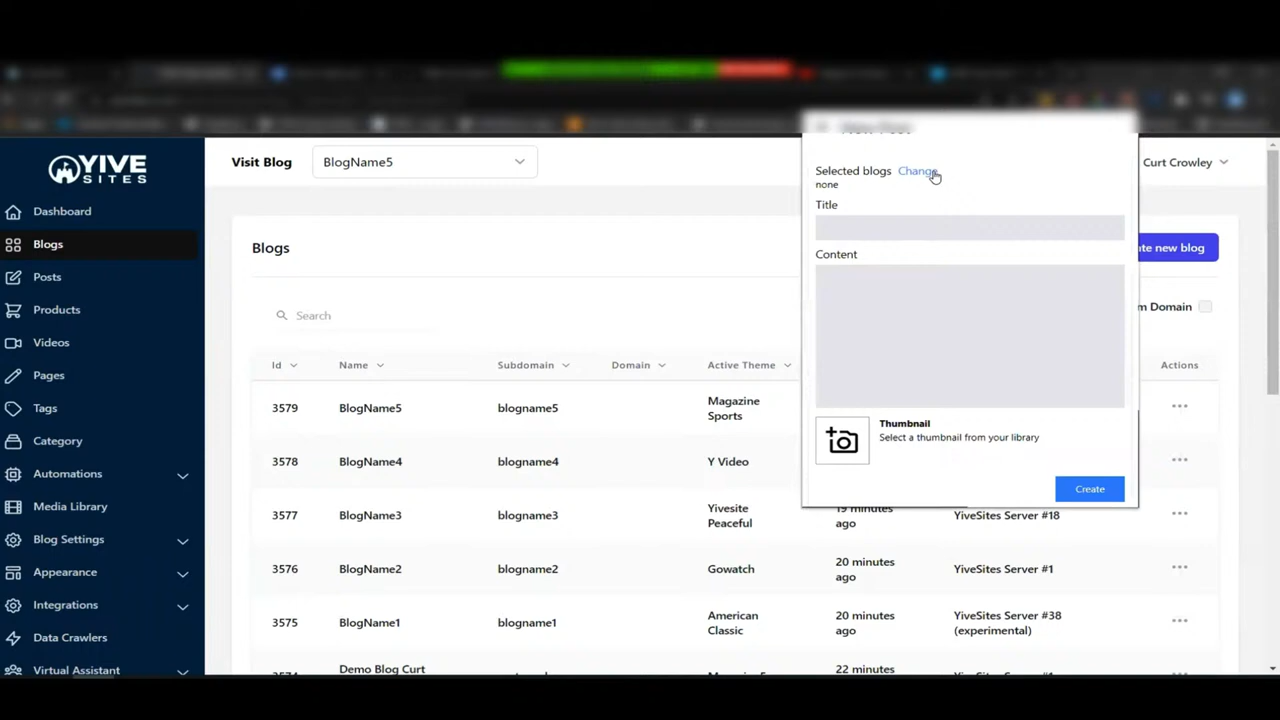 YIVE
SITES
Dashboard
Blogs
Posts
Products
Videos
Pages
Tags
Category
Automations
Media Library
Blog Settings
Appearance
Integrations
Data Crawlers
Virtual Assistant
Visit Blog
BlogName5
Curt Crowley
Blogs
te new blog
Search
m Domain
Id
Name
Subdomain
Domain
Active Theme
Actions
3579
BlogName5
blogname5
Magazine
Sports
3578
BlogName4
blogname4
Y Video
3577
BlogName3
blogname3
Yivesite
Peaceful
19 minutes
ago
YiveSites Server #18
3576
BlogName2
blogname2
Gowatch
20 minutes
ago
YiveSites Server #1
3575
BlogName1
blogname1
American
Classic
20 minutes
ago
YiveSites Server #38
(experimental)
Demo Blog Curt
22 minutes
New Post
Selected blogs Change
none
Title
Content
Thumbnail
Select a thumbnail from your library
Create